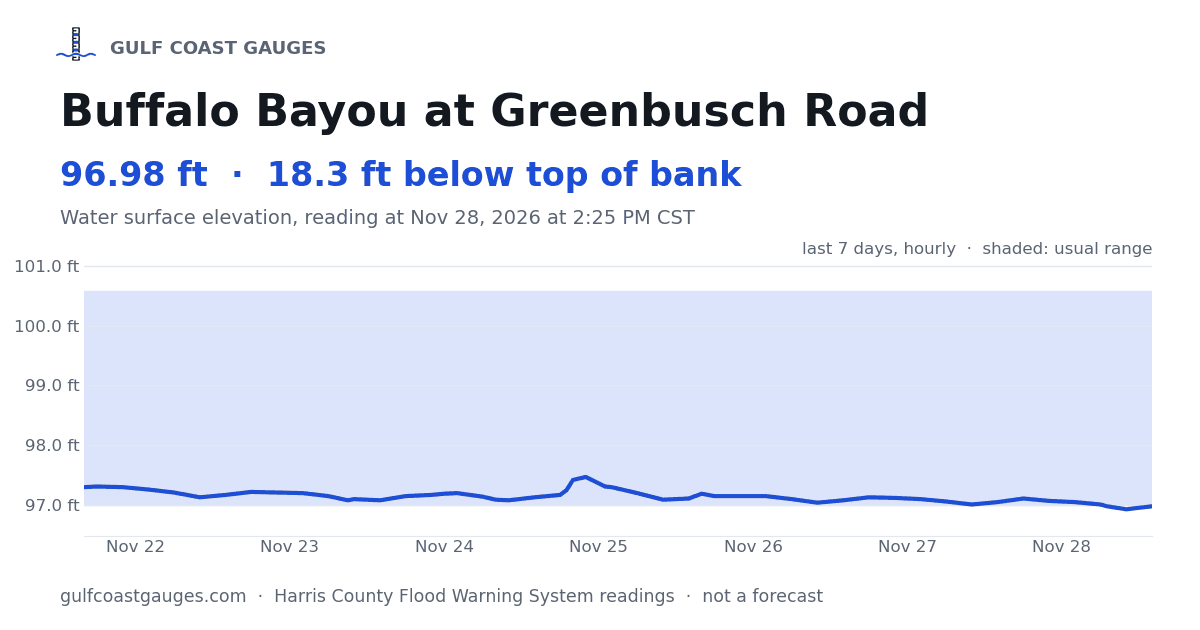 GULF COAST GAUGES
Buffalo Bayou at Greenbusch Road
96.98 ft · 18.3 ft below top of bank
Water surface elevation, reading at Nov 28, 2026 at 2:25 PM CST
last 7 days, hourly · shaded: usual range
101.0 ft
100.0 ft
99.0 ft
98.0 ft
97.0 ft
Nov 22 Nov 23 Nov 24 Nov 25 Nov 26 Nov 27 Nov 28
gulfcoastgauges.com · Harris County Flood Warning System readings · not a forecast